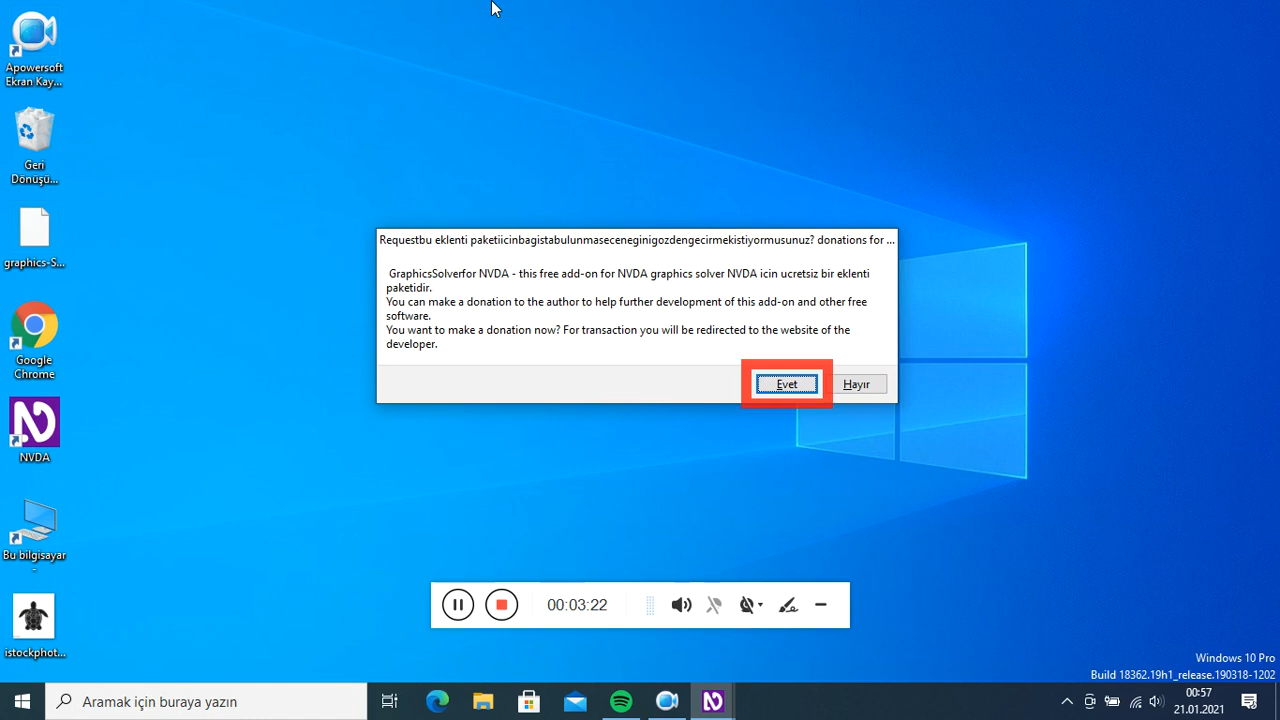 Apowersoft
Ekran Kay...
Geri
Dönüşü...
graphics-S...
Google
Chrome
NVDA
Bu bilgisayar
-
istockphot...
Requestbu eklenti paketiicinbagistabulunmaseceneginigozdengecirmekistiyormusunuz? donations for ...
GraphicsSolverfor NVDA - this free add-on for NVDA graphics solver NVDA icin ucretsiz bir eklenti
paketidir.
You can make a donation to the author to help further development of this add-on and other free
software.
You want to make a donation now? For transaction you will be redirected to the website of the
developer.
Evet
Hayır
00:03:22
Windows 10 Pro
Build 18362.19h1_release.190318-1202
Aramak için buraya yazın
00:57
21.01.2021